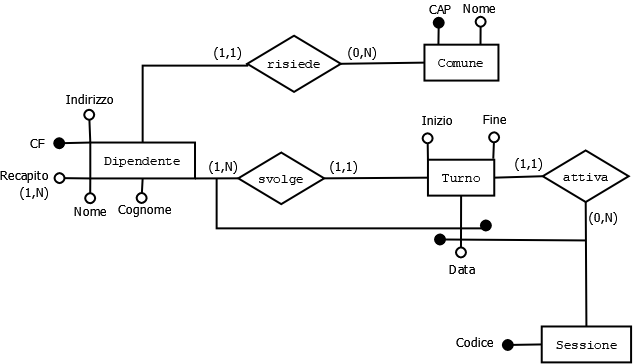 CAP
Nome
(1,1)
risiede
(0,N)
Comune
Indirizzo
CF
Dipendente
Recapito
(1,N)
Nome
Cognome
(1,N)
svolge
(1,1)
Inizio
Fine
Turno
(1,1)
attiva
(0,N)
Data
Codice
Sessione